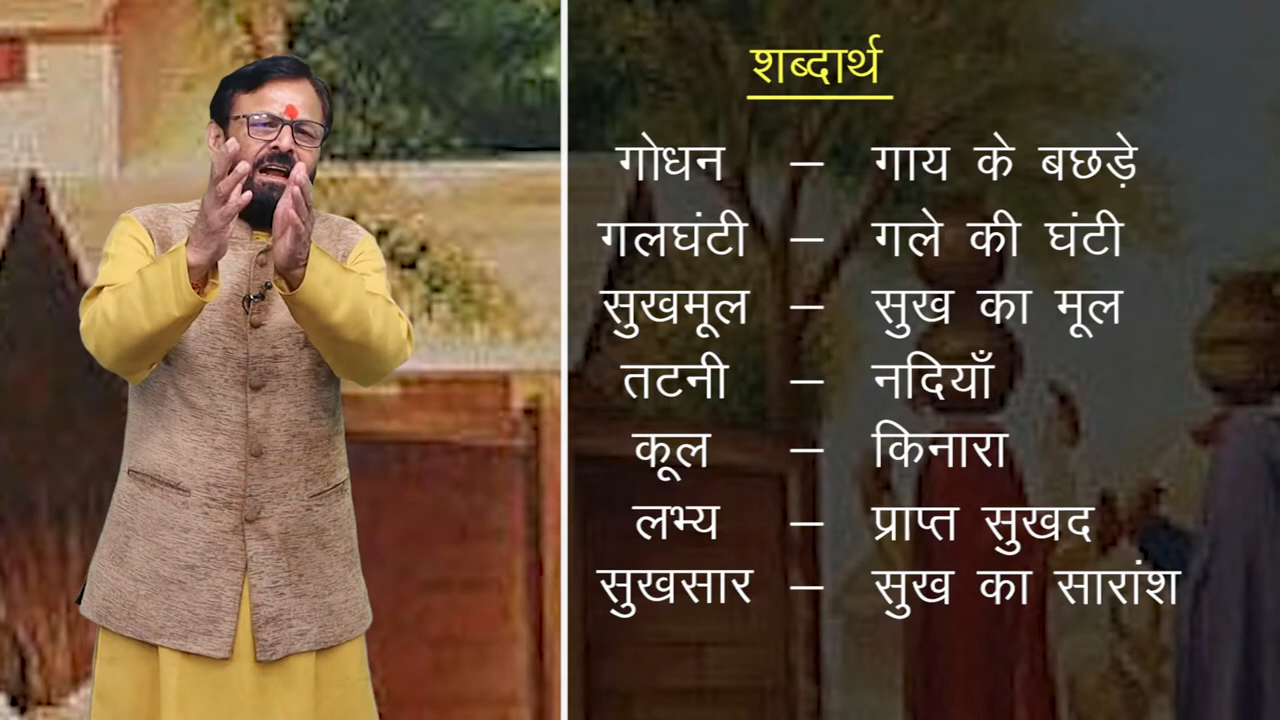 शब्दार्थ
गोधन – गाय के बछड़े
गलघंटी – गले की घंटी
सुखमूल – सुख का मूल
तटनी – नदियाँ
कूल – किनारा
लभ्य – प्राप्त सुखद
सुखसार – सुख का सारांश